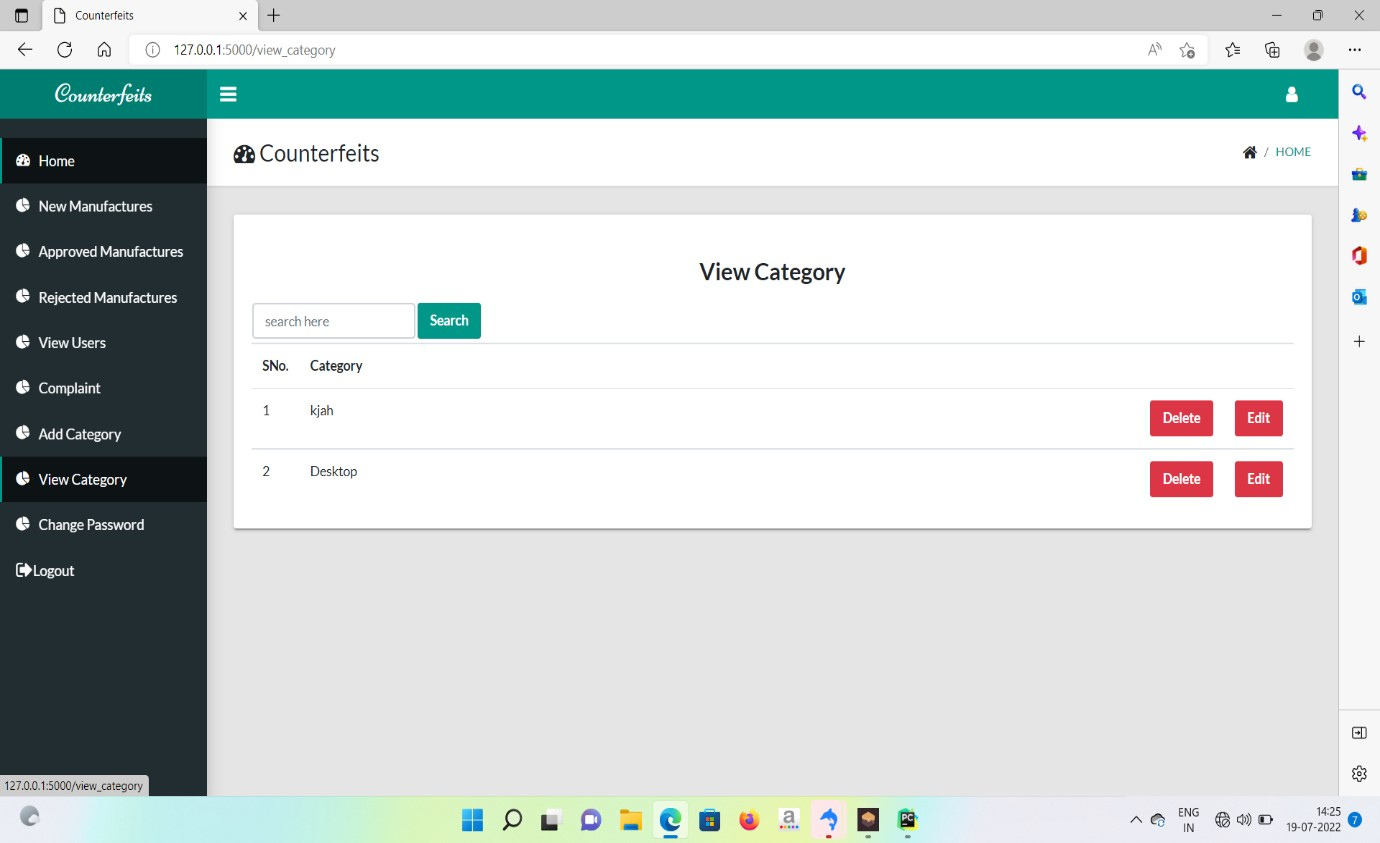 Counterfeits
127.0.0.1:5000/view_category
Counterfeits
Counterfeits
/ HOME
Home
New Manufactures
Approved Manufactures
Rejected Manufactures
View Users
Complaint
Add Category
View Category
Change Password
Logout
View Category
search here Search
SNo. Category
1 kjah Delete Edit
2 Desktop Delete Edit
127.0.0.1:5000/view_category
ENG
IN
14:25
19-07-2022
7